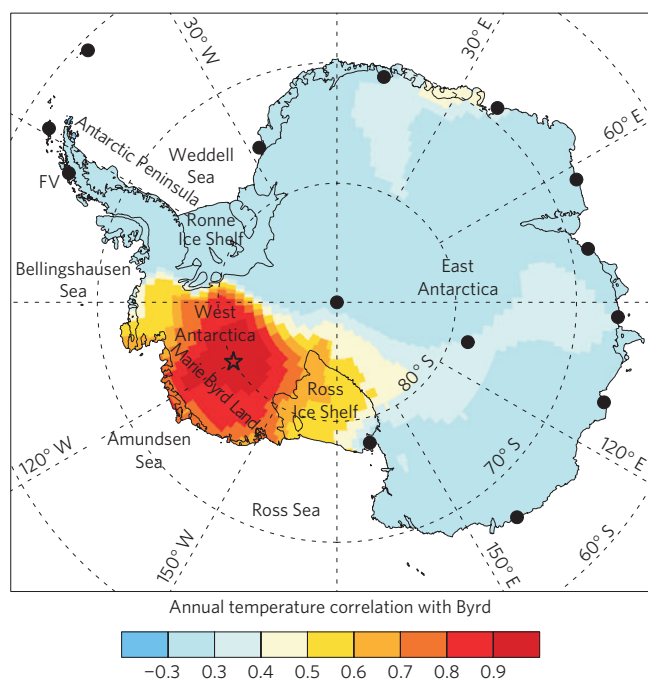 30° W
30° E
60° E
Antarctic Peninsula
Weddell
Sea
FV
Ronne
Ice Shelf
Bellingshausen
Sea
East
Antarctica
West
Antarctica
Marie Byrd Land
Ross
Ice Shelf
80° S
Amundsen
Sea
70° S
120° W
120° E
Ross Sea
60° S
150° W
150° E
Annual temperature correlation with Byrd
−0.3 0.3 0.4 0.5 0.6 0.7 0.8 0.9